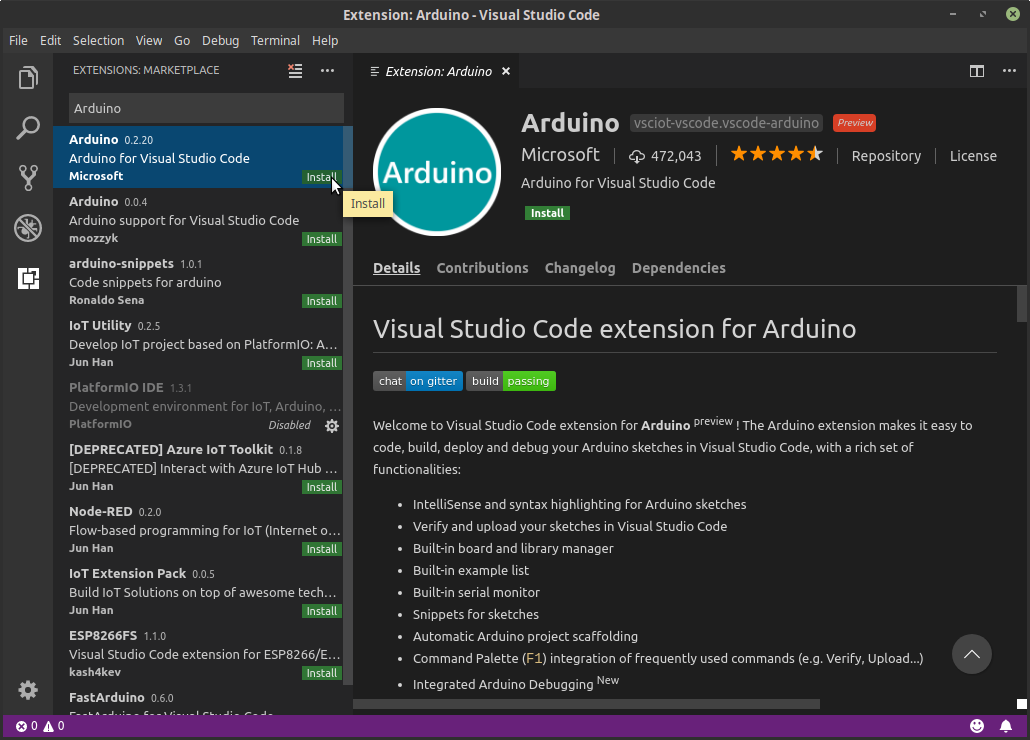 Extension: Arduino - Visual Studio Code
File Edit Selection View Go Debug Terminal Help
EXTENSIONS: MARKETPLACE
Arduino
Arduino 0.2.20
Arduino for Visual Studio Code
Microsoft
Install
Install
Arduino 0.0.4
Arduino support for Visual Studio Code
moozzyk
Install
arduino-snippets 1.0.1
Code snippets for arduino
Ronaldo Sena
Install
IoT Utility 0.2.5
Develop IoT project based on PlatformIO: A...
Jun Han
Install
PlatformIO IDE 1.3.1
Development environment for IoT, Arduino, ...
PlatformIO
Disabled
[DEPRECATED] Azure IoT Toolkit 0.1.8
[DEPRECATED] Interact with Azure IoT Hub ...
Jun Han
Install
Node-RED 0.2.0
Flow-based programming for IoT (Internet o...
Jun Han
Install
IoT Extension Pack 0.0.5
Build IoT Solutions on top of awesome tech...
Jun Han
Install
ESP8266FS 1.1.0
Visual Studio Code extension for ESP8266/E...
kash4kev
Install
FastArduino 0.6.0
FastArduino for Visual Studio Code
Extension: Arduino
Arduino
Arduino vsciot-vscode.vscode-arduino Preview
Microsoft 472,043 Repository License
Arduino for Visual Studio Code
Install
Details Contributions Changelog Dependencies
Visual Studio Code extension for Arduino
chat on gitter build passing
Welcome to Visual Studio Code extension for Arduino preview ! The Arduino extension makes it easy to
code, build, deploy and debug your Arduino sketches in Visual Studio Code, with a rich set of
functionalities:
• IntelliSense and syntax highlighting for Arduino sketches
• Verify and upload your sketches in Visual Studio Code
• Built-in board and library manager
• Built-in example list
• Built-in serial monitor
• Snippets for sketches
• Automatic Arduino project scaffolding
• Command Palette (F1) integration of frequently used commands (e.g. Verify, Upload...)
• Integrated Arduino Debugging New
0 0